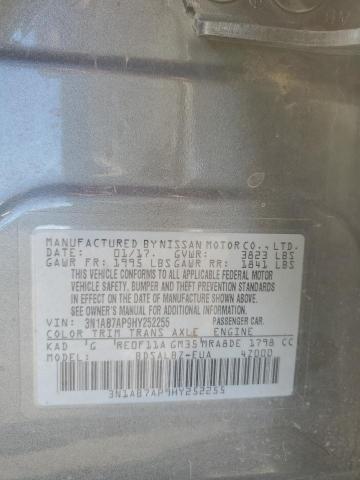 MANUFACTURED BY NISSAN MOTOR CO., LTD.
DATE: 01/17. GVWR: 3823 LBS
GAWR FR: 1995 LBS GAWR RR: 1841 LBS
THIS VEHICLE CONFORMS TO ALL APPLICABLE FEDERAL MOTOR
VEHICLE SAFETY, BUMPER AND THEFT PREVENTION STANDARDS
IN EFFECT ON THE DATE OF MANUFACTURE SHOWN ABOVE.
SEE OWNER'S MANUAL FOR ADDITIONAL INFORMATION
VIN: 3N1AB7AP9HY252255 PASSENGER CAR.
COLOR TRIM TRANS AXLE ENGINE
KAD 'G RE0F11A GM35 MRA8DE 1798 CC
MODEL: BDSALBZ-EUA 47000
3N1AB7AP9HY252255